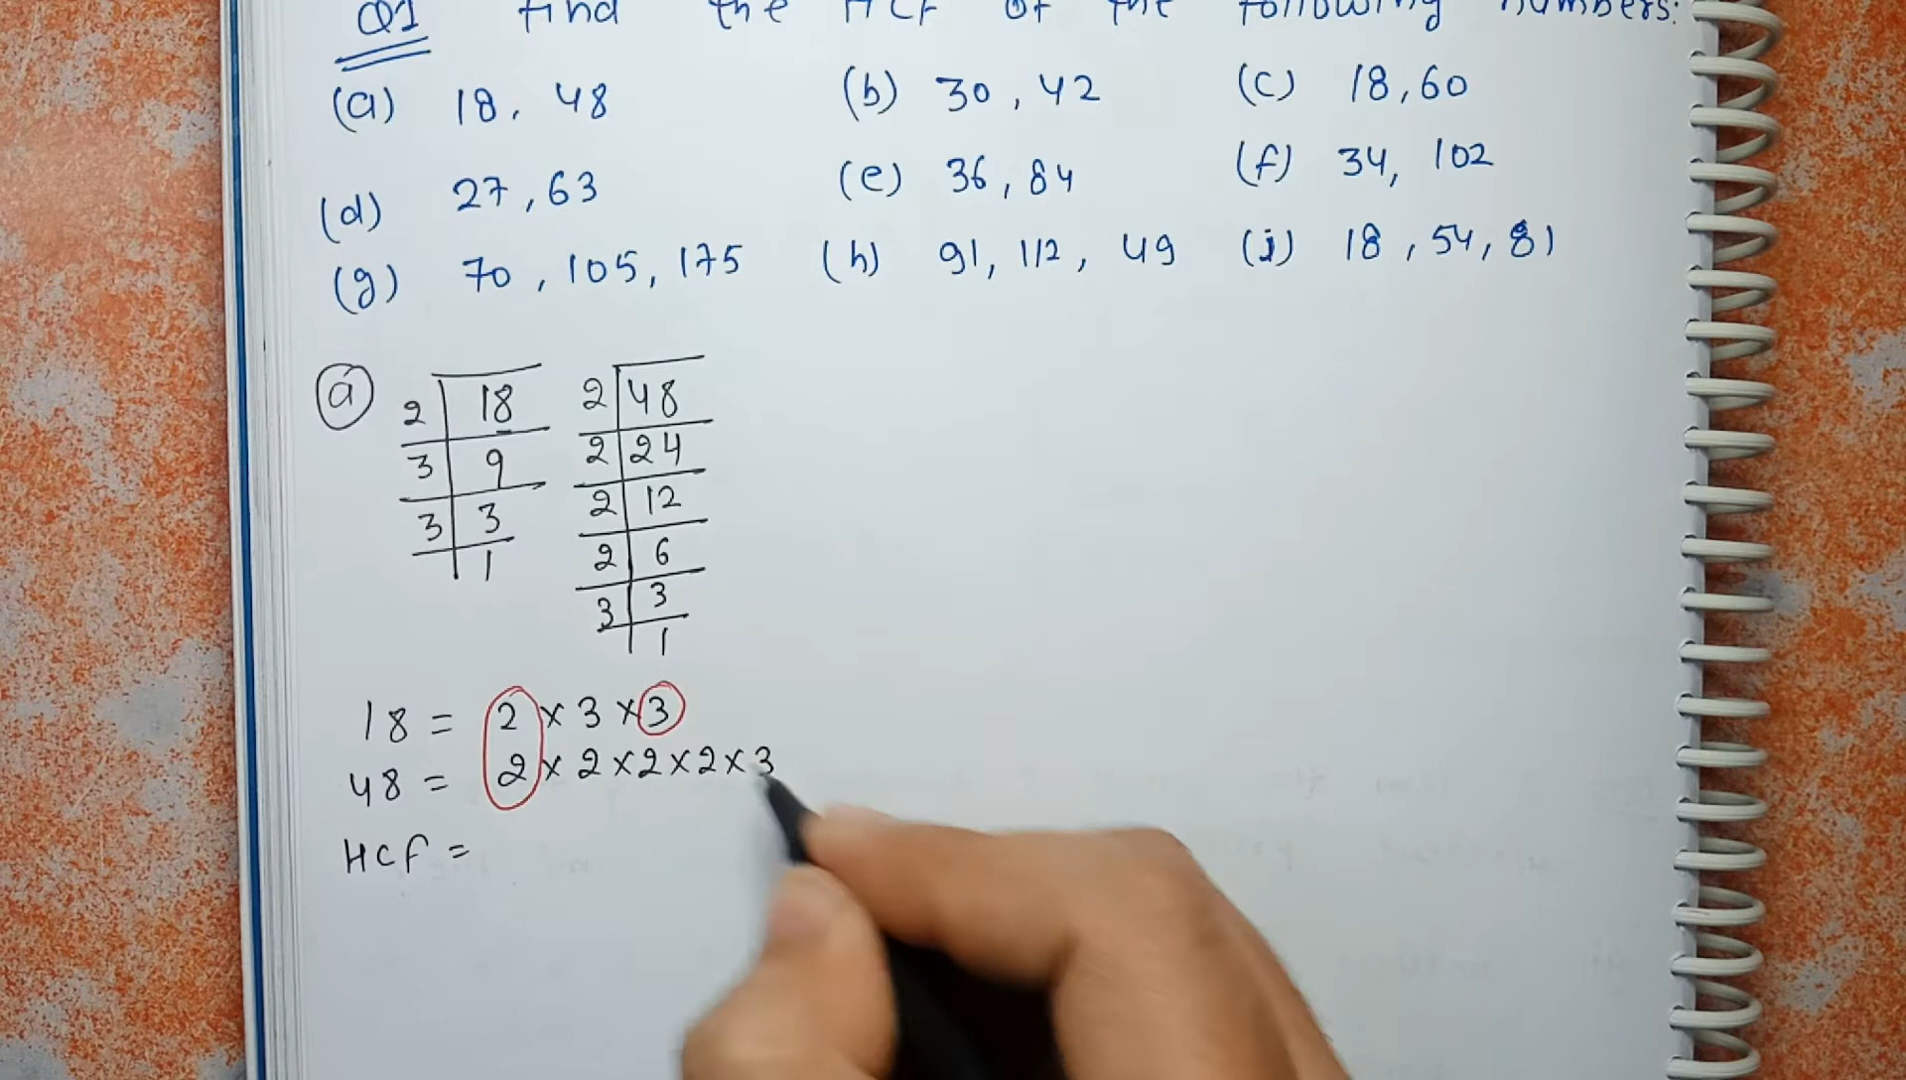 Q1 Find the HCF of the following numbers:
(a) 18, 48 (b) 30, 42 (c) 18, 60
(d) 27, 63 (e) 36, 84 (f) 34, 102
(g) 70, 105, 175 (h) 91, 112, 49 (i) 18, 54, 81
a 2 18 2 48
3 9 2 24
3 3 2 12
1 2 6
3 3
1
18 = 2 × 3 × 3
48 = 2 × 2 × 2 × 2 × 3
HCF =